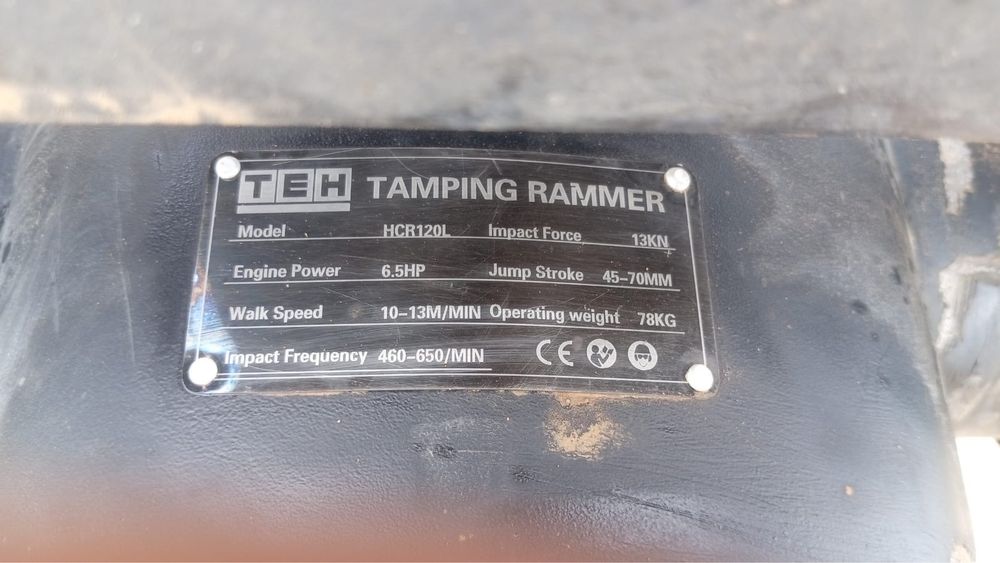 TEH TAMPING RAMMER
Model HCR120L Impact Force 13KN
Engine Power 6.5HP Jump Stroke 45-70MM
Walk Speed 10-13M/MIN Operating weight 78KG
Impact Frequency 460-650/MIN CE